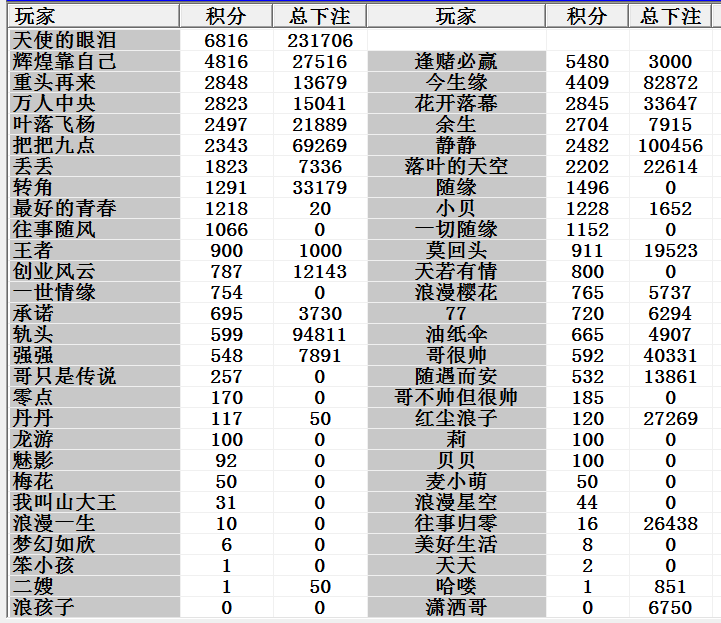 玩家 积分 总下注 玩家 积分 总下注
天使的眼泪 6816 231706
辉煌靠自己 4816 27516 逢赌必赢 5480 3000
重头再来 2848 13679 今生缘 4409 82872
万人中央 2823 15041 花开落幕 2845 33647
叶落飞杨 2497 21889 余生 2704 7915
把把九点 2343 69269 静静 2482 100456
丢丢 1823 7336 落叶的天空 2202 22614
转角 1291 33179 随缘 1496 0
最好的青春 1218 20 小贝 1228 1652
往事随风 1066 0 一切随缘 1152 0
王者 900 1000 莫回头 911 19523
创业风云 787 12143 天若有情 800 0
一世情缘 754 0 浪漫樱花 765 5737
承诺 695 3730 77 720 6294
轨头 599 94811 油纸伞 665 4907
强强 548 7891 哥很帅 592 40331
哥只是传说 257 0 随遇而安 532 13861
零点 170 0 哥不帅但很帅 185 0
丹丹 117 50 红尘浪子 120 27269
龙游 100 0 莉 100 0
魅影 92 0 贝贝 100 0
梅花 50 0 麦小萌 50 0
我叫山大王 31 0 浪漫星空 44 0
浪漫一生 10 0 往事归零 16 26438
梦幻如欣 6 0 美好生活 8 0
笨小孩 1 0 天天 2 0
二嫂 1 50 哈喽 1 851
浪孩子 0 0 潇洒哥 0 6750